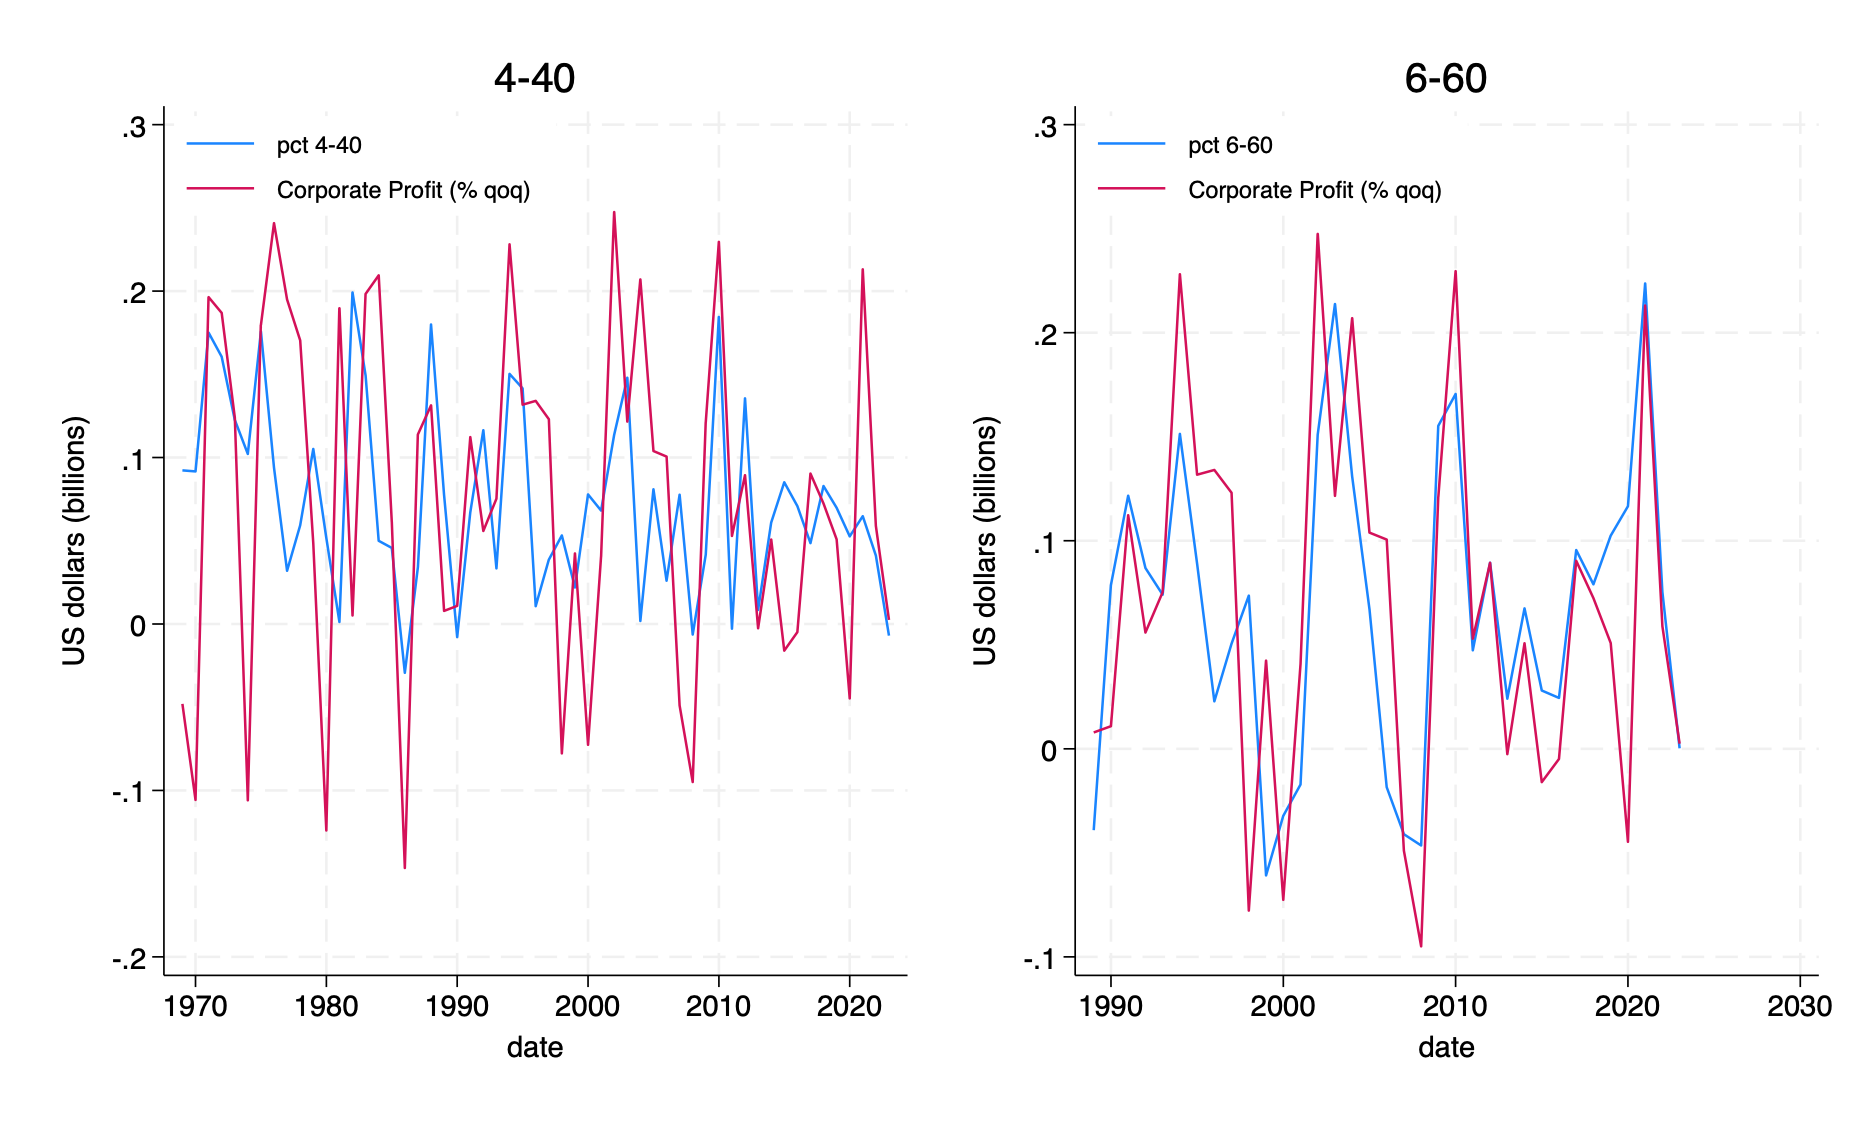 4-40
pct 4-40
Corporate Profit (% qoq)
US dollars (billions)
.3
.2
.1
0
-.1
-.2
1970 1980 1990 2000 2010 2020
date
6-60
pct 6-60
Corporate Profit (% qoq)
US dollars (billions)
.3
.2
.1
0
-.1
1990 2000 2010 2020 2030
date